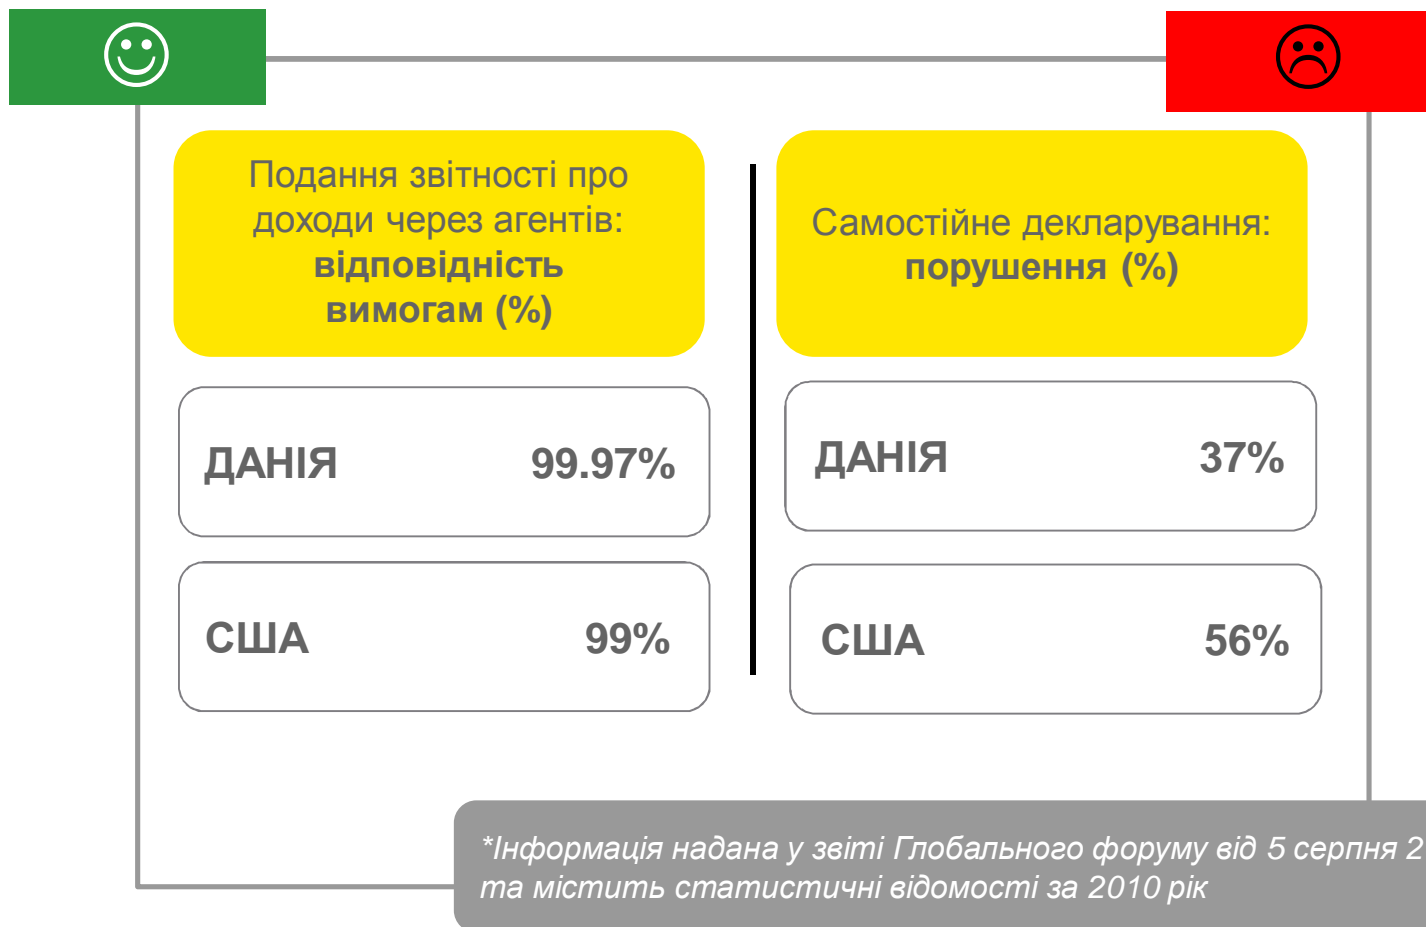 Подання звітності про
доходи через агентів:
відповідність
вимогам (%)
Самостійне декларування:
порушення (%)
ДАНІЯ 99.97%
США 99%
ДАНІЯ 37%
США 56%
*Інформація надана у звіті Глобального форуму від 5 серпня 2
та містить статистичні відомості за 2010 рік